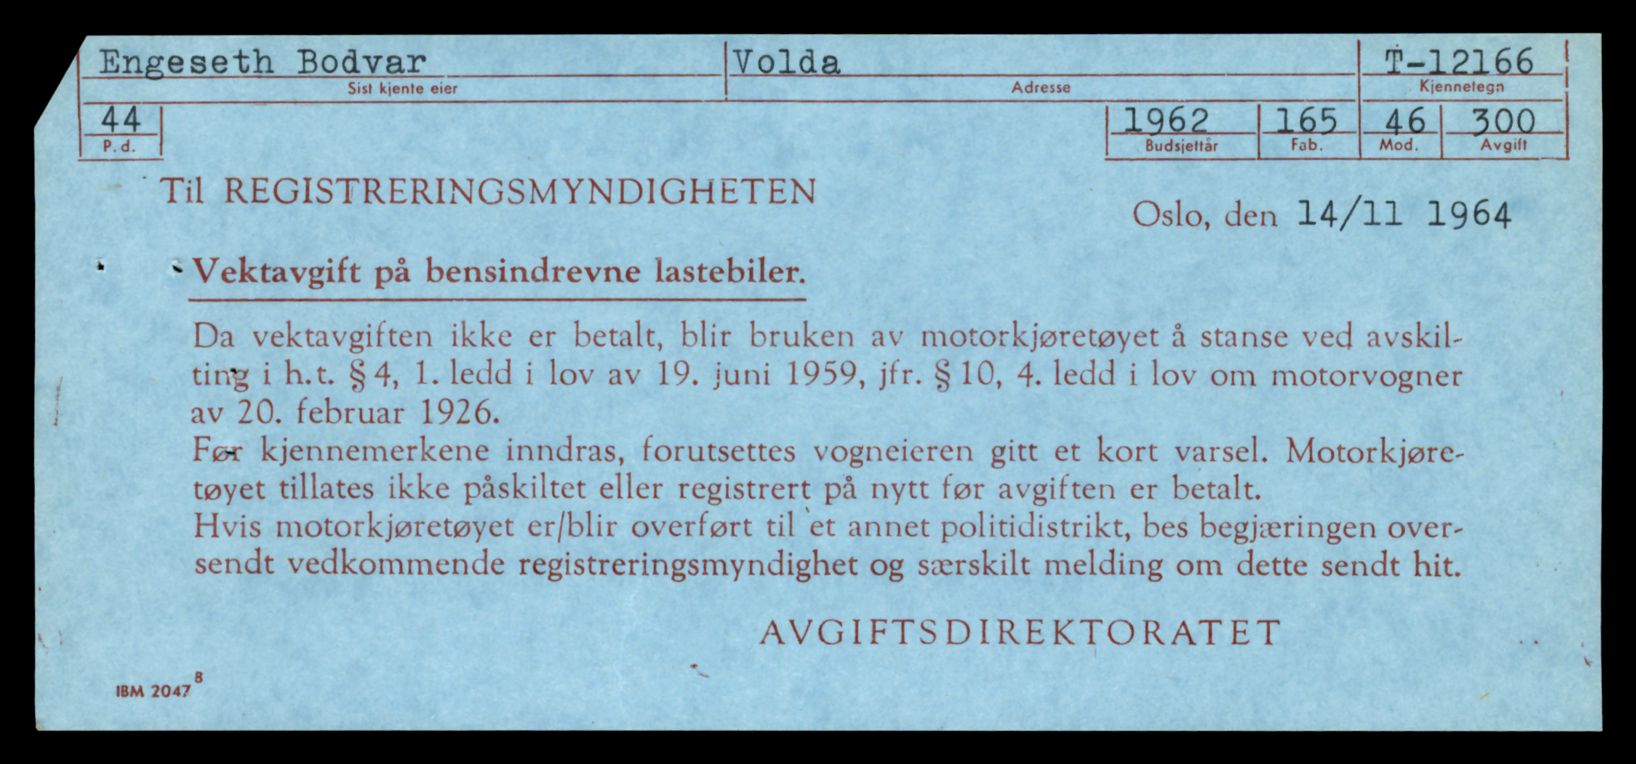 Engeseth Bodvar Volda T-12166
Sist kjente eier Adresse Kjennetegn
44 1962 165 46 300
P. d. Budsjettår Fab. Mod. Avgift
Til REGISTRERINGSMYNDIGHETEN
Oslo, den 14/11 1964
Vektavgift på bensindrevne lastebiler.
Da vektavgiften ikke er betalt, blir bruken av motorkjøretøyet å stanse ved avskil-
ting i h. t. § 4, 1. ledd i lov av 19. juni 1959, jfr. § 10, 4. ledd i lov om motorvogner
av 20. februar 1926.
Før kjennemerkene inndras, forutsettes vogneieren gitt et kort varsel. Motorkjøre-
tøyet tillates ikke påskiltet eller registrert på nytt før avgiften er betalt.
Hvis motorkjøretøyet er/blir overført til et annet politidistrikt, bes begjæringen over-
sendt vedkommende registreringsmyndighet og særskilt melding om dette sendt hit.
AVGIFTSDIREKTORATET
IBM 2047 B